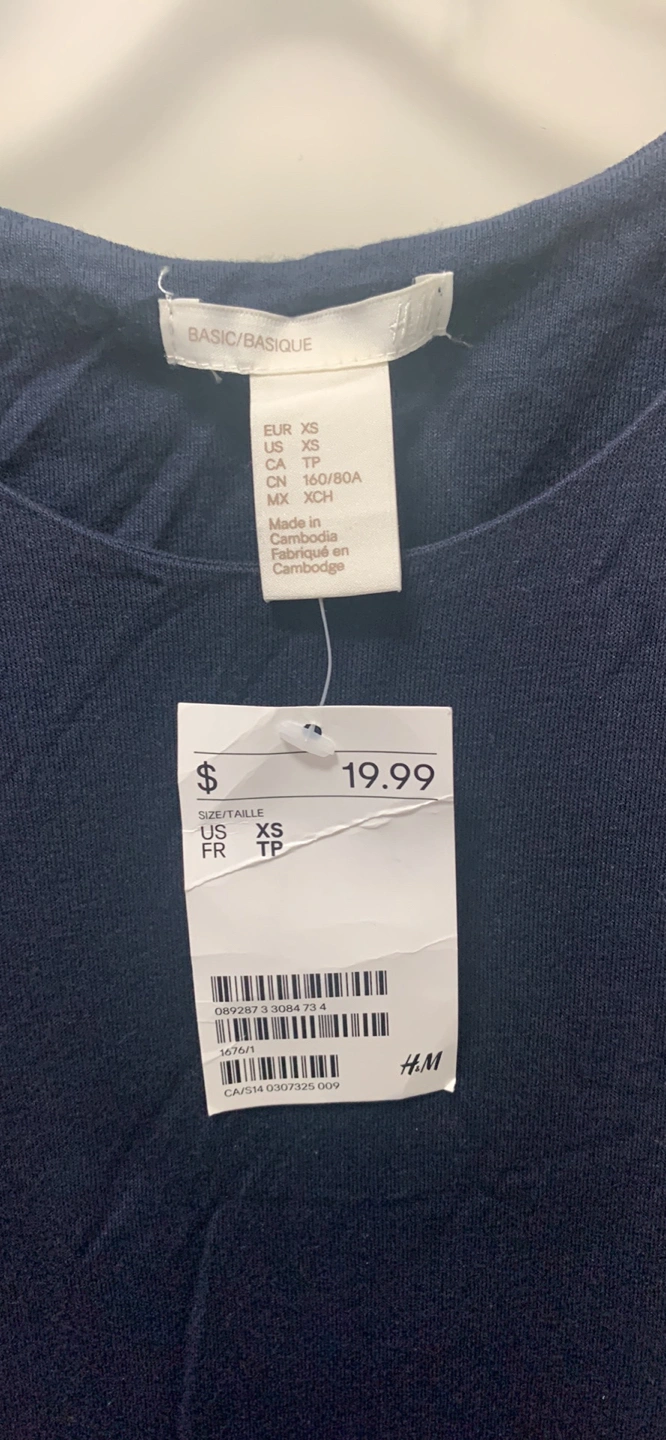 BASIC/BASIQUE
EUR XS
US XS
CA TP
CN 160/80A
MX XCH
Made in
Cambodia
Fabriqué en
Cambodge
$ 19.99
SIZE/TAILLE
US XS
FR TP
089287 3 3084 73 4
1676/1
H&M
CA/S14 0307325 009